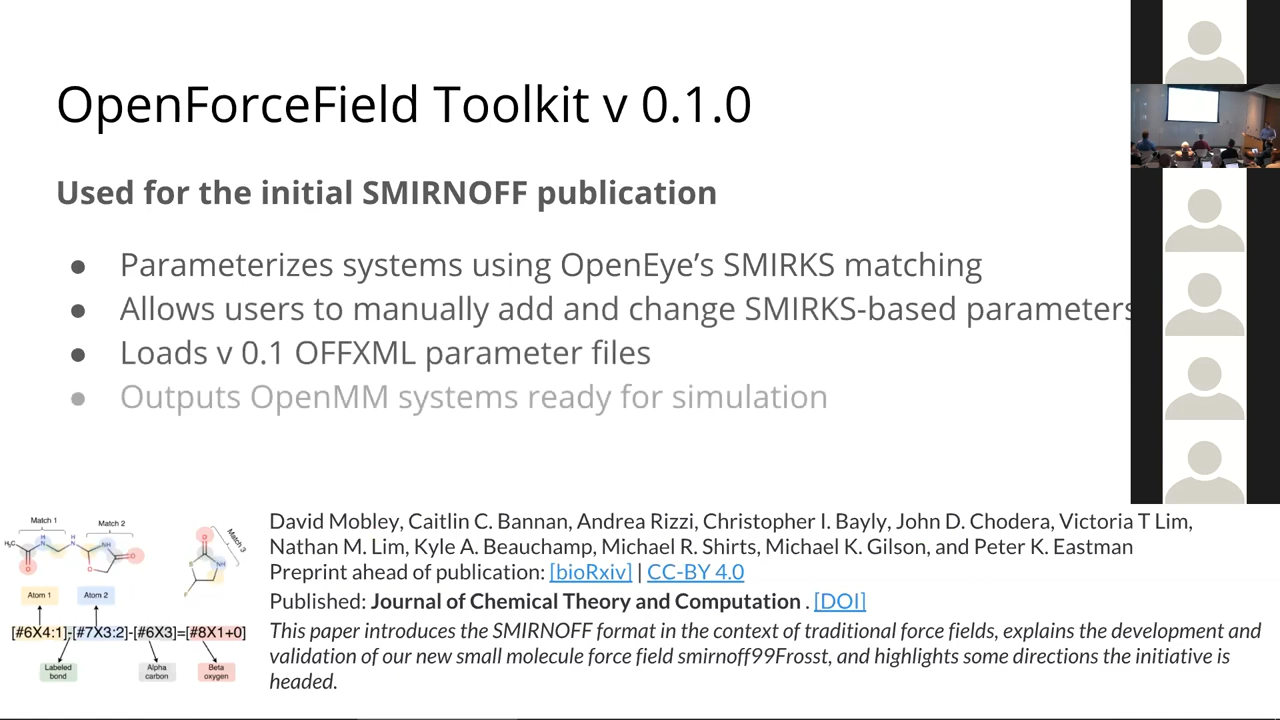 OpenForceField Toolkit v 0.1.0
Used for the initial SMIRNOFF publication
● Parameterizes systems using OpenEye’s SMIRKS matching
● Allows users to manually add and change SMIRKS-based parameters
● Loads v 0.1 OFFXML parameter files
● Outputs OpenMM systems ready for simulation
Match 1
Match 2
Match 3
H₃C
H
N
O
H
N
NH
O
O
O
S
NH
F
Atom 1
Atom 2
[#6X4:1]-[#7X3:2]-[#6X3]=[#8X1+0]
Labeled
bond
Alpha
carbon
Beta
oxygen
David Mobley, Caitlin C. Bannan, Andrea Rizzi, Christopher I. Bayly, John D. Chodera, Victoria T Lim,
Nathan M. Lim, Kyle A. Beauchamp, Michael R. Shirts, Michael K. Gilson, and Peter K. Eastman
Preprint ahead of publication: [bioRxiv] | CC-BY 4.0
Published: Journal of Chemical Theory and Computation . [DOI]
This paper introduces the SMIRNOFF format in the context of traditional force fields, explains the development and
validation of our new small molecule force field smirnoff99Frosst, and highlights some directions the initiative is
headed.